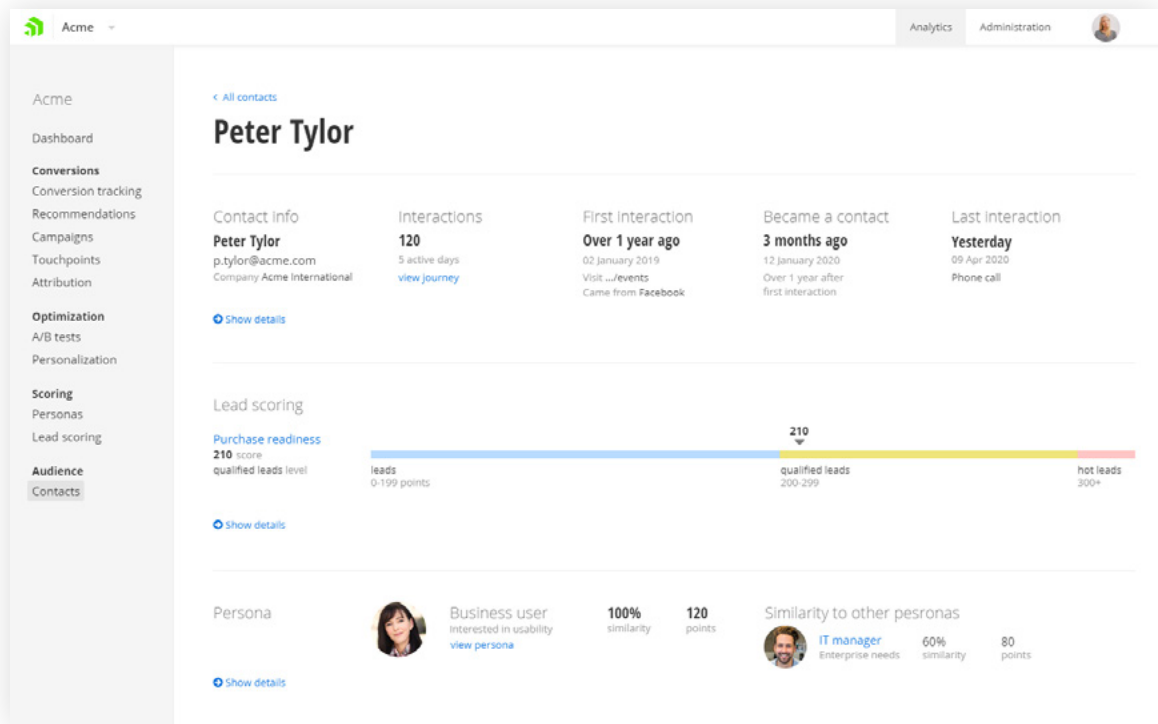 Acme
Analytics
Administration
Acme
Dashboard
Conversions
Conversion tracking
Recommendations
Campaigns
Touchpoints
Attribution
Optimization
A/B tests
Personalization
Scoring
Personas
Lead scoring
Audience
Contacts
All contacts
Peter Tylor
Contact info
Peter Tylor
p.tylor@acme.com
Company Acme International
Interactions
120
5 active days
view journey
First interaction
Over 1 year ago
02 January 2019
Visit .../events
Came from Facebook
Became a contact
3 months ago
12 January 2020
Over 1 year after
first interaction
Last interaction
Yesterday
09 Apr 2020
Phone call
Show details
Lead scoring
Purchase readiness
210 score
qualified leads level
210
leads
0-199 points
qualified leads
200-299
hot leads
300+
Show details
Persona
Business user
Interested in usability
view persona
100%
similarity
120
points
Similarity to other pesronas
IT manager
Enterprise needs
60%
similarity
80
points
Show details